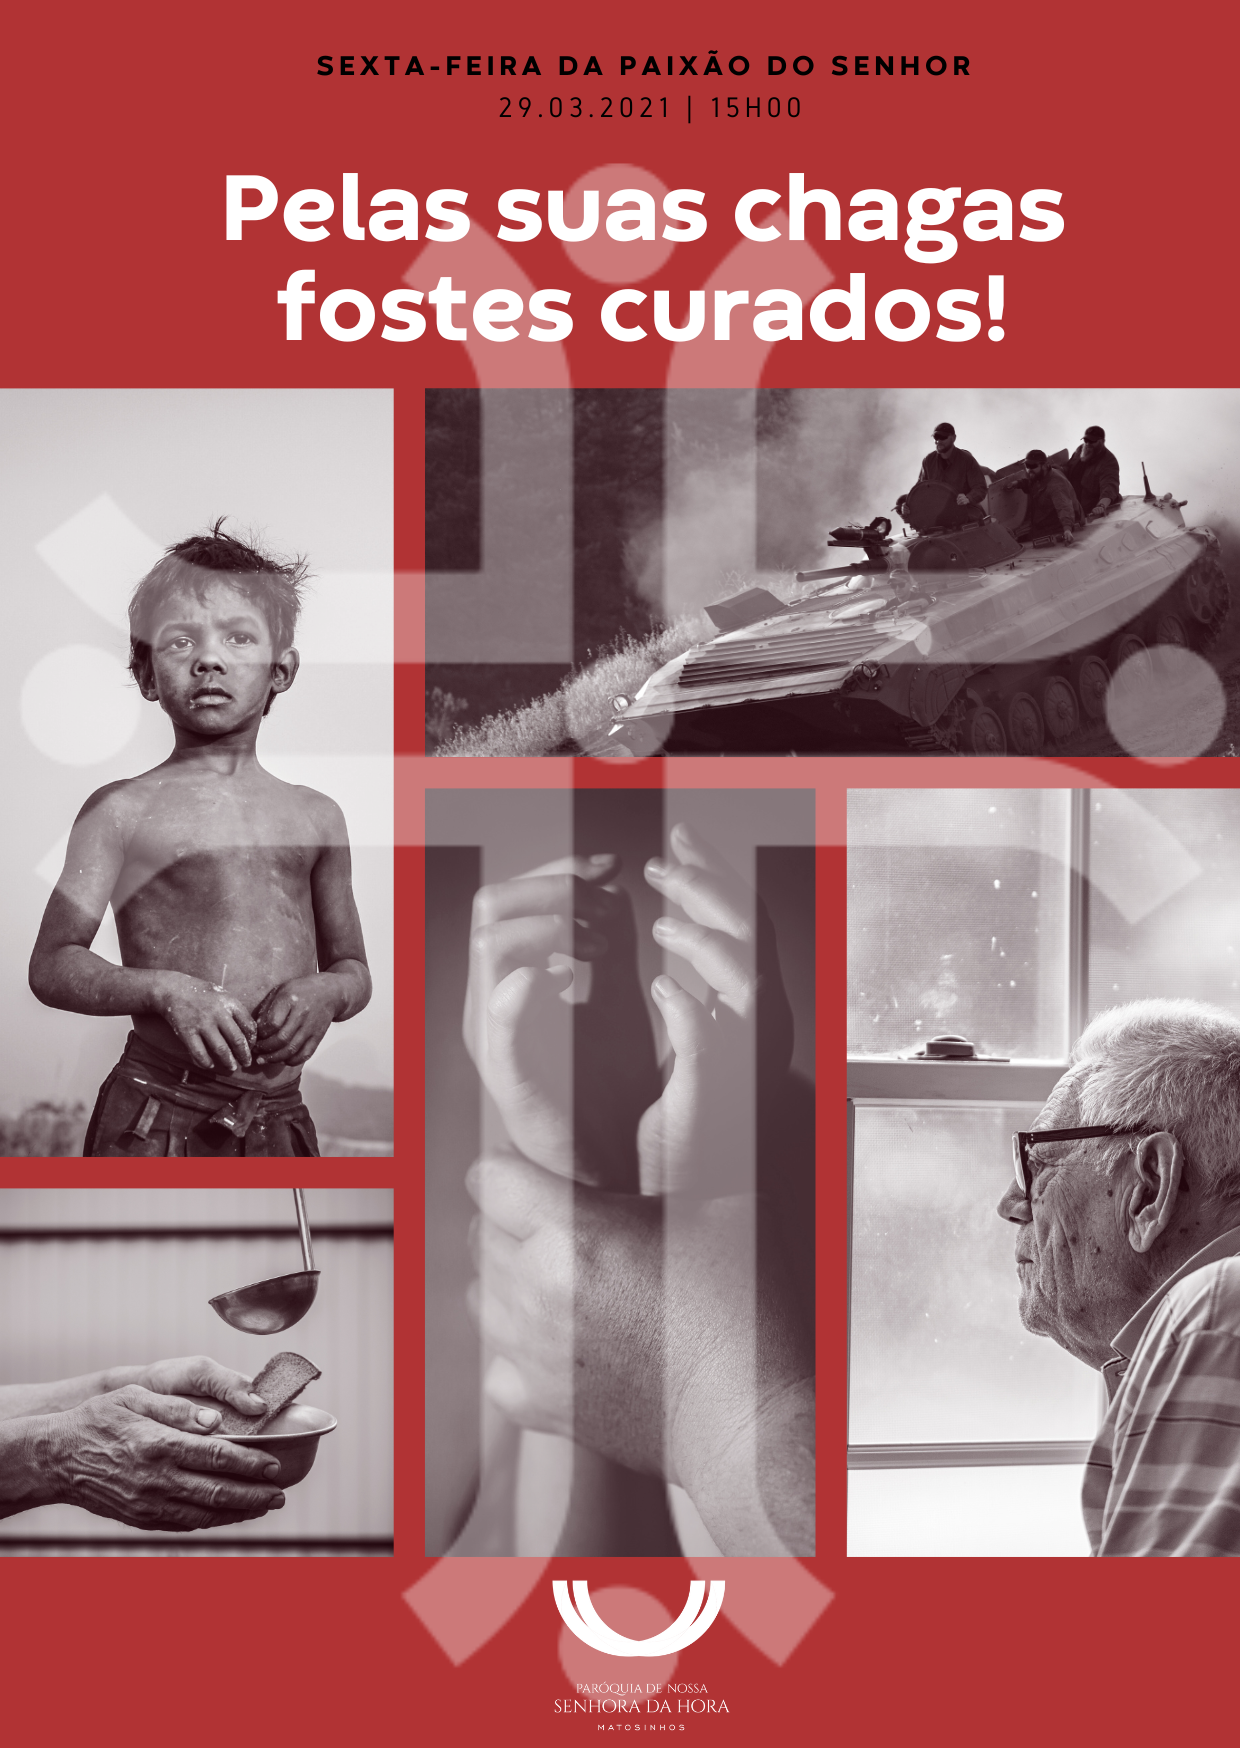 SEXTA-FEIRA DA PAIXÃO DO SENHOR
29.03.2021 | 15H00
Pelas suas chagas
fostes curados!
PARÓQUIA DE NOSSA
SENHORA DA HORA
MATOSINHOS